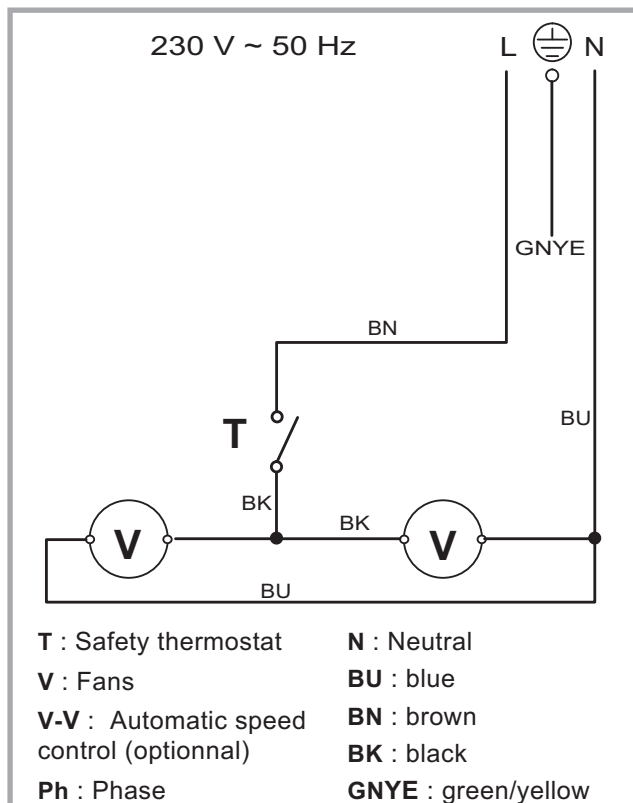 230 V ~ 50 Hz
L N
GNYE
BN
T
BU
BK
BK
V
V
BU
T : Safety thermostat
V : Fans
V-V : Automatic speed
control (optionnal)
Ph : Phase
N : Neutral
BU : blue
BN : brown
BK : black
GNYE : green/yellow